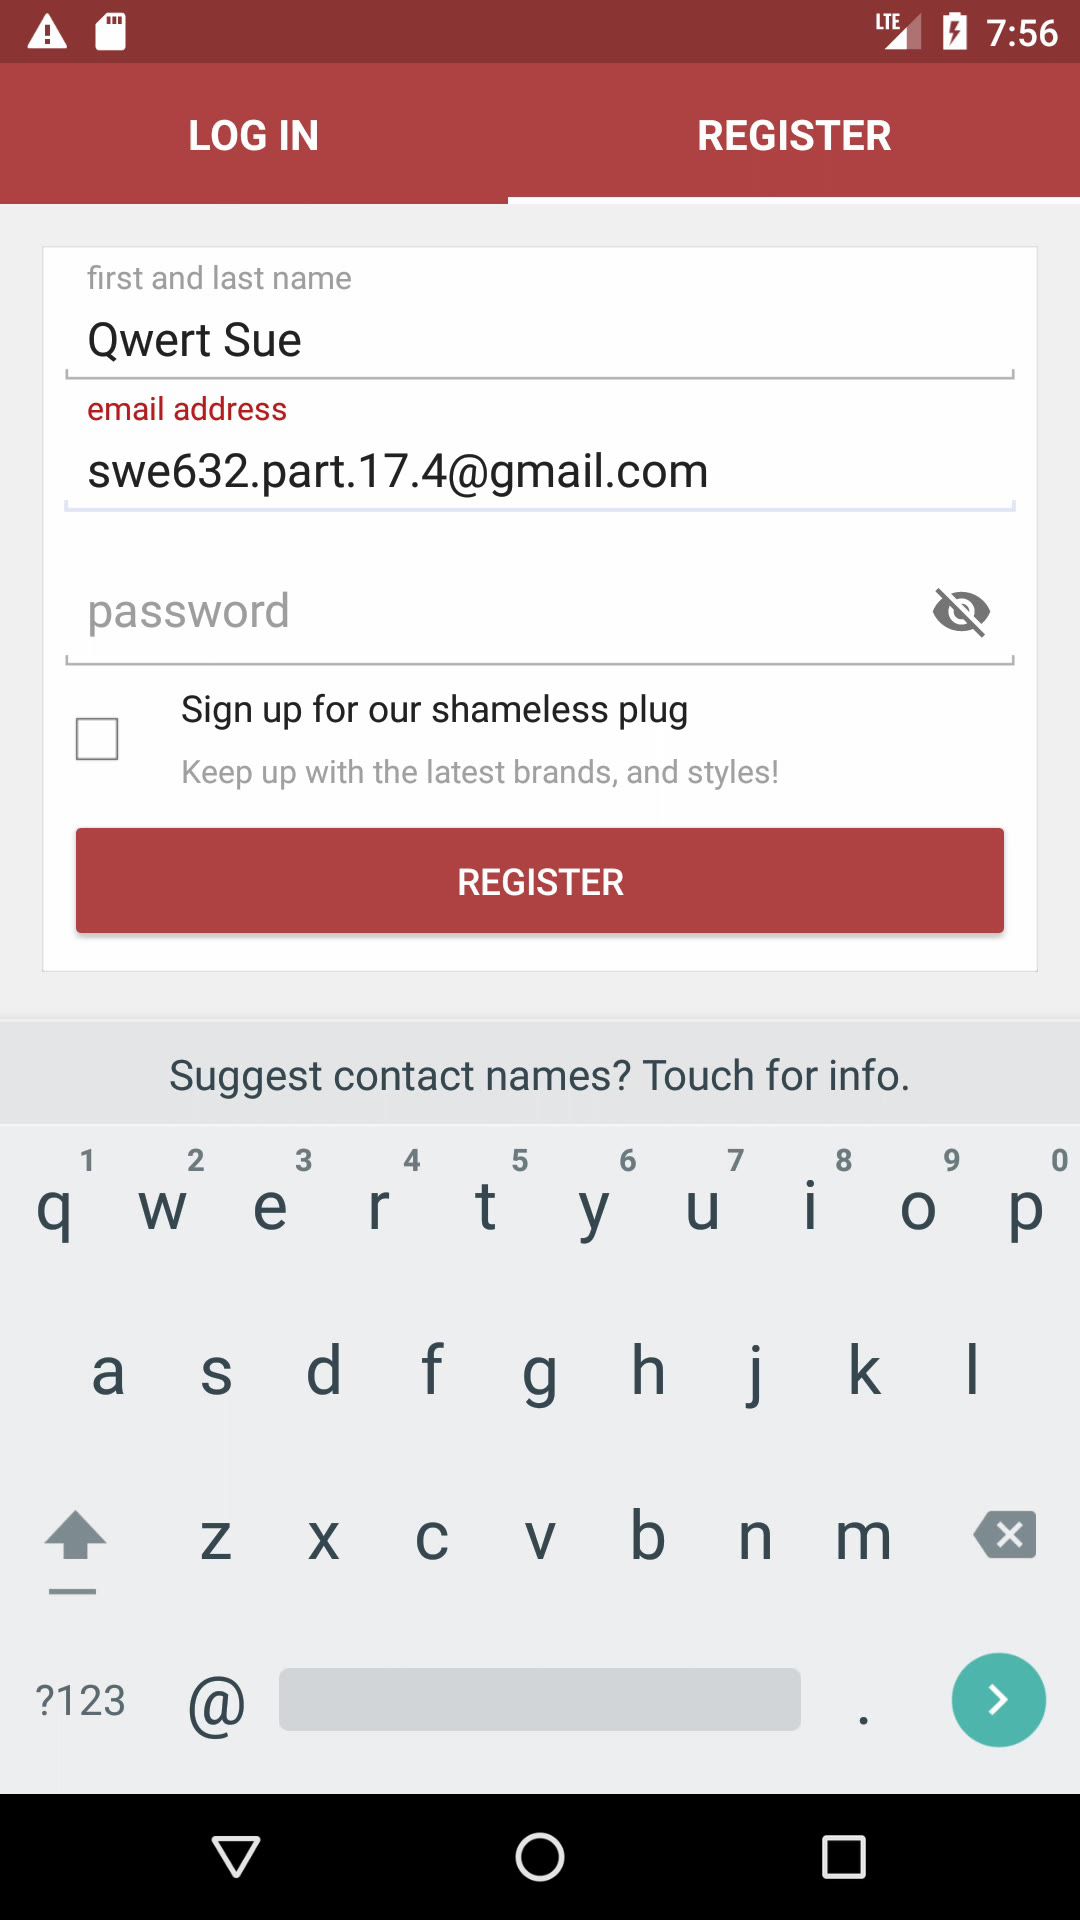 LTE 7:56
LOG IN REGISTER
first and last name
Qwert Sue
email address
swe632.part.17.4@gmail.com
password
Sign up for our shameless plug
Keep up with the latest brands, and styles!
REGISTER
Suggest contact names? Touch for info.
1 2 3 4 5 6 7 8 9 0
q w e r t y u i o p
a s d f g h j k l
z x c v b n m
?123 @ .